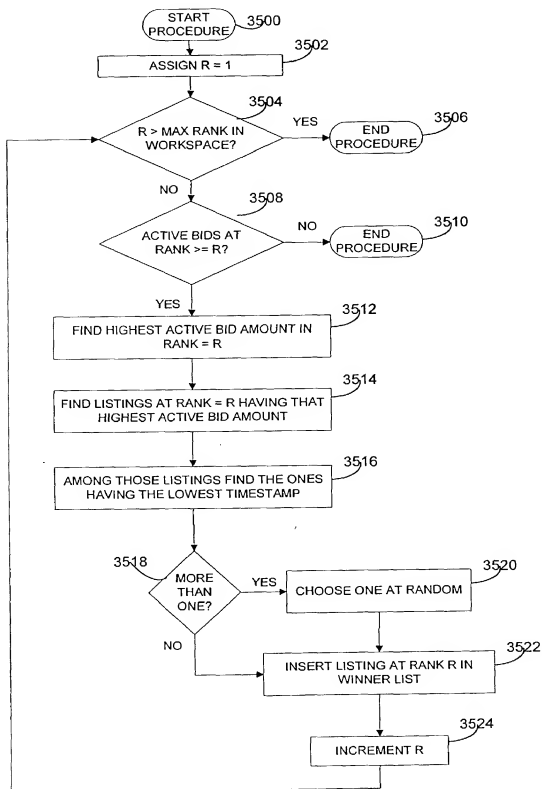 START
PROCEDURE
3500
3502
ASSIGN R = 1
3504
R > MAX RANK IN
WORKSPACE?
YES
3506
END
PROCEDURE
NO
3508
ACTIVE BIDS AT
RANK >= R?
NO
3510
END
PROCEDURE
YES
3512
FIND HIGHEST ACTIVE BID AMOUNT IN
RANK = R
3514
FIND LISTINGS AT RANK = R HAVING THAT
HIGHEST ACTIVE BID AMOUNT
3516
AMONG THOSE LISTINGS FIND THE ONES
HAVING THE LOWEST TIMESTAMP
3518
MORE
THAN
ONE?
YES
3520
CHOOSE ONE AT RANDOM
NO
3522
INSERT LISTING AT RANK R IN
WINNER LIST
3524
INCREMENT R